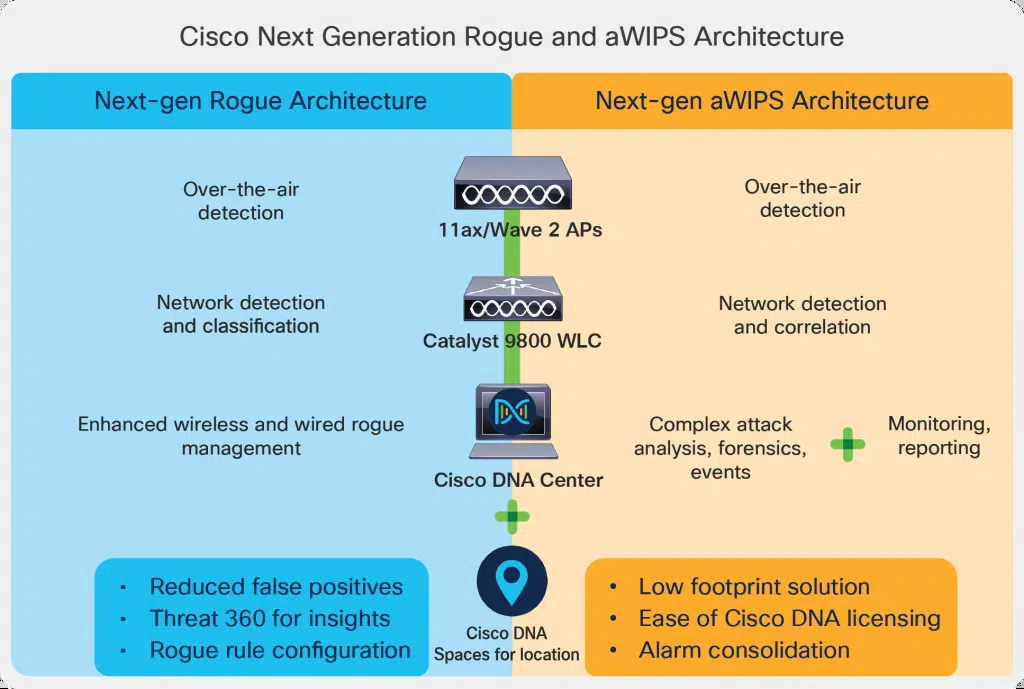 Cisco Next Generation Rogue and aWIPS Architecture
Next-gen Rogue Architecture
Next-gen aWIPS Architecture
Over-the-air
detection
11ax/Wave 2 APs
Over-the-air
detection
Network detection
and classification
Catalyst 9800 WLC
Network detection
and correlation
Enhanced wireless and wired rogue
management
Cisco DNA Center
Complex attack
analysis, forensics,
events
Monitoring,
reporting
· Reduced false positives
· Threat 360 for insights
· Rogue rule configuration
Cisco DNA
Spaces for location
• Low footprint solution
• Ease of Cisco DNA licensing
• Alarm consolidation